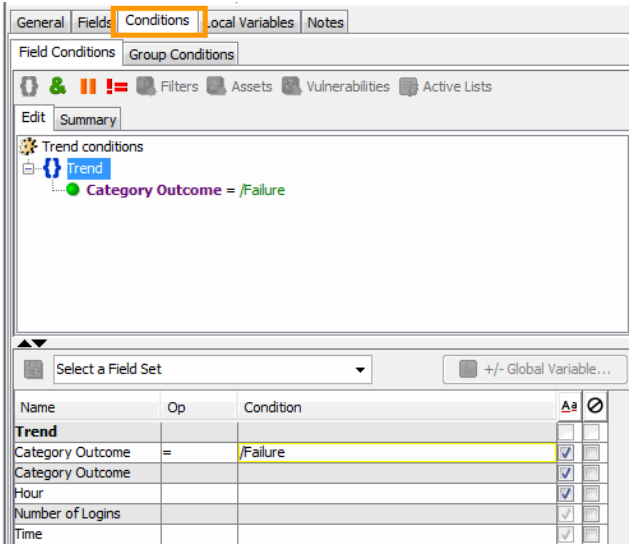 General Fields Conditions Local Variables Notes
Field Conditions Group Conditions
{} & || != Filters Assets Vulnerabilities Active Lists
Edit Summary
Trend conditions
{} Trend
Category Outcome = /Failure
Select a Field Set +/- Global Variable...
Name Op Condition Aa
Trend
Category Outcome = /Failure
Category Outcome
Hour
Number of Logins
Time